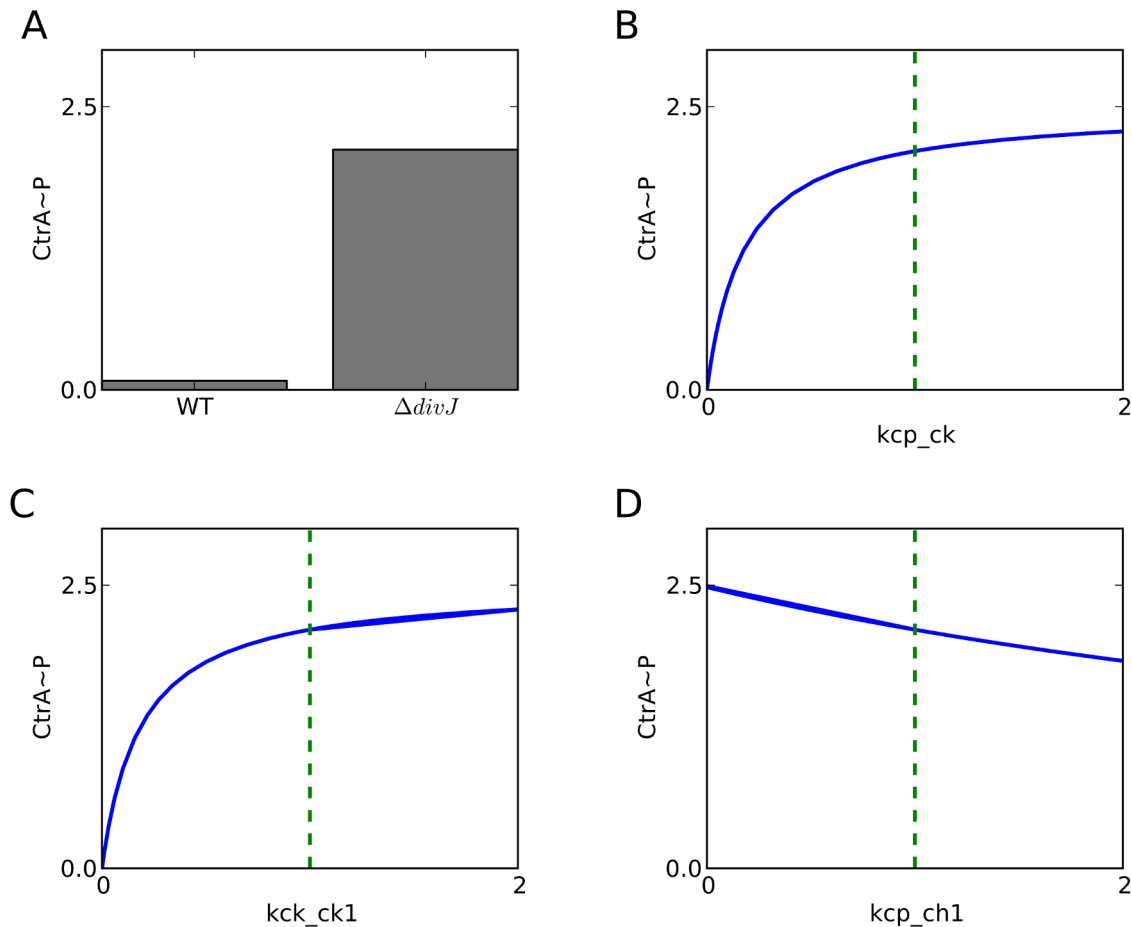 A
2.5
0.0
CtrA~P
WT
ΔdivJ
B
2.5
0.0
CtrA~P
0
2
kcp_ck
C
2.5
0.0
CtrA~P
0
2
kck_ck1
D
2.5
0.0
CtrA~P
0
2
kcp_ch1